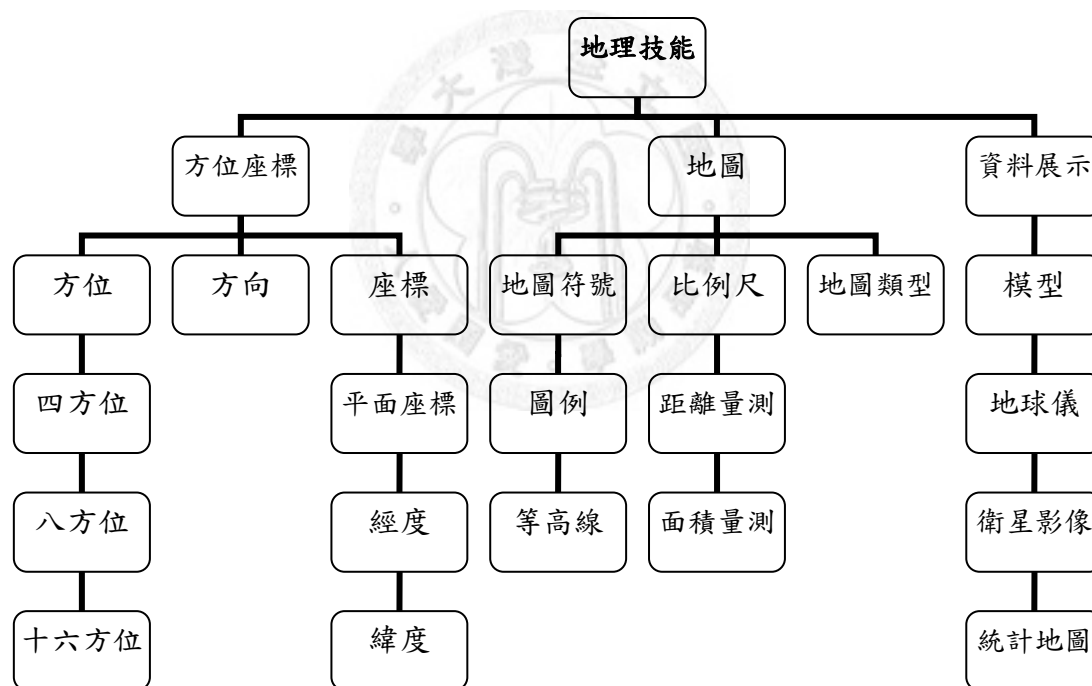 地理技能
方位座標
地圖
資料展示
方位
方向
座標
地圖符號
比例尺
地圖類型
模型
四方位
平面座標
圖例
距離量測
地球儀
八方位
經度
等高線
面積量測
衛星影像
十六方位
緯度
統計地圖